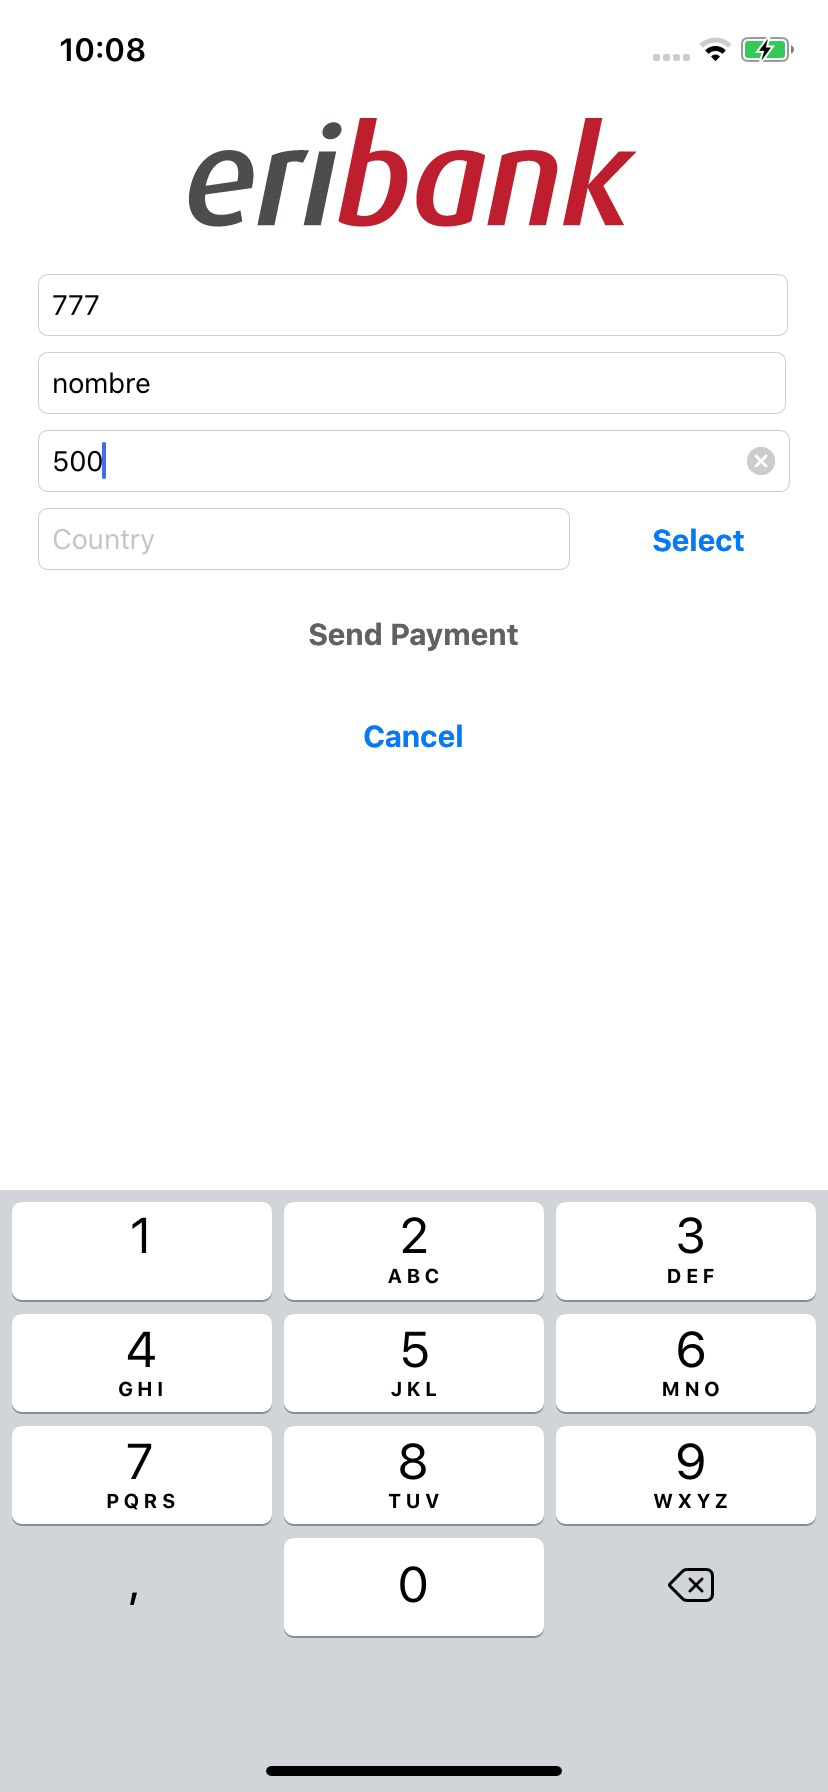 10:08
eribank
777
nombre
500
Country
Select
Send Payment
Cancel
1
2
ABC
3
DEF
4
GHI
5
JKL
6
MNO
7
PQRS
8
TUV
9
WXYZ
,
0